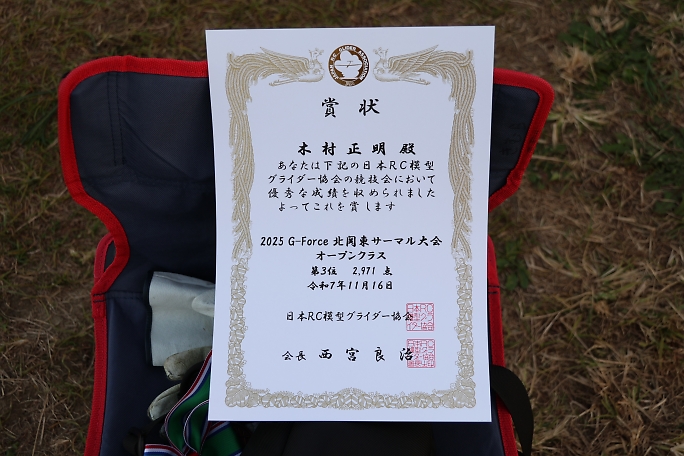 賞状
木村正明 殿
あなたは下記の日本RC模型
グライダー協会の競技会において
優秀な成績を収められました
よってこれを賞します
2025 G-Force 北関東サーマル大会
オープンクラス
第3位 2,971 点
令和7年11月16日
日本RC模型グライダー協会
会長 西宮良治